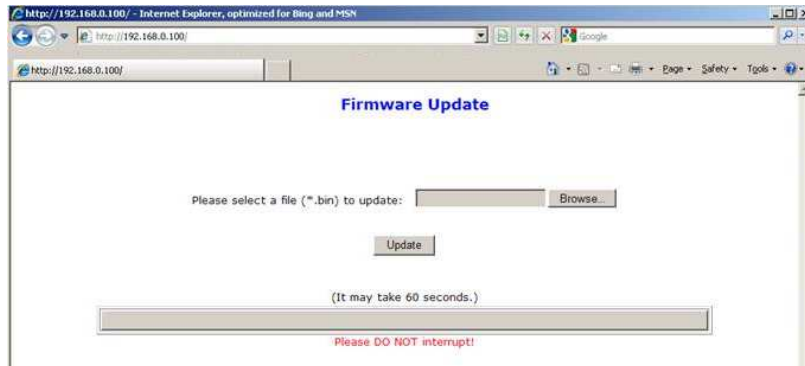 http://192.168.0.100/ - Internet Explorer, optimized for Bing and MSN
http://192.168.0.100/
Google
http://192.168.0.100/
Page Safety Tools
Firmware Update
Please select a file (*.bin) to update:
Browse...
Update
(It may take 60 seconds.)
Please DO NOT interrupt!